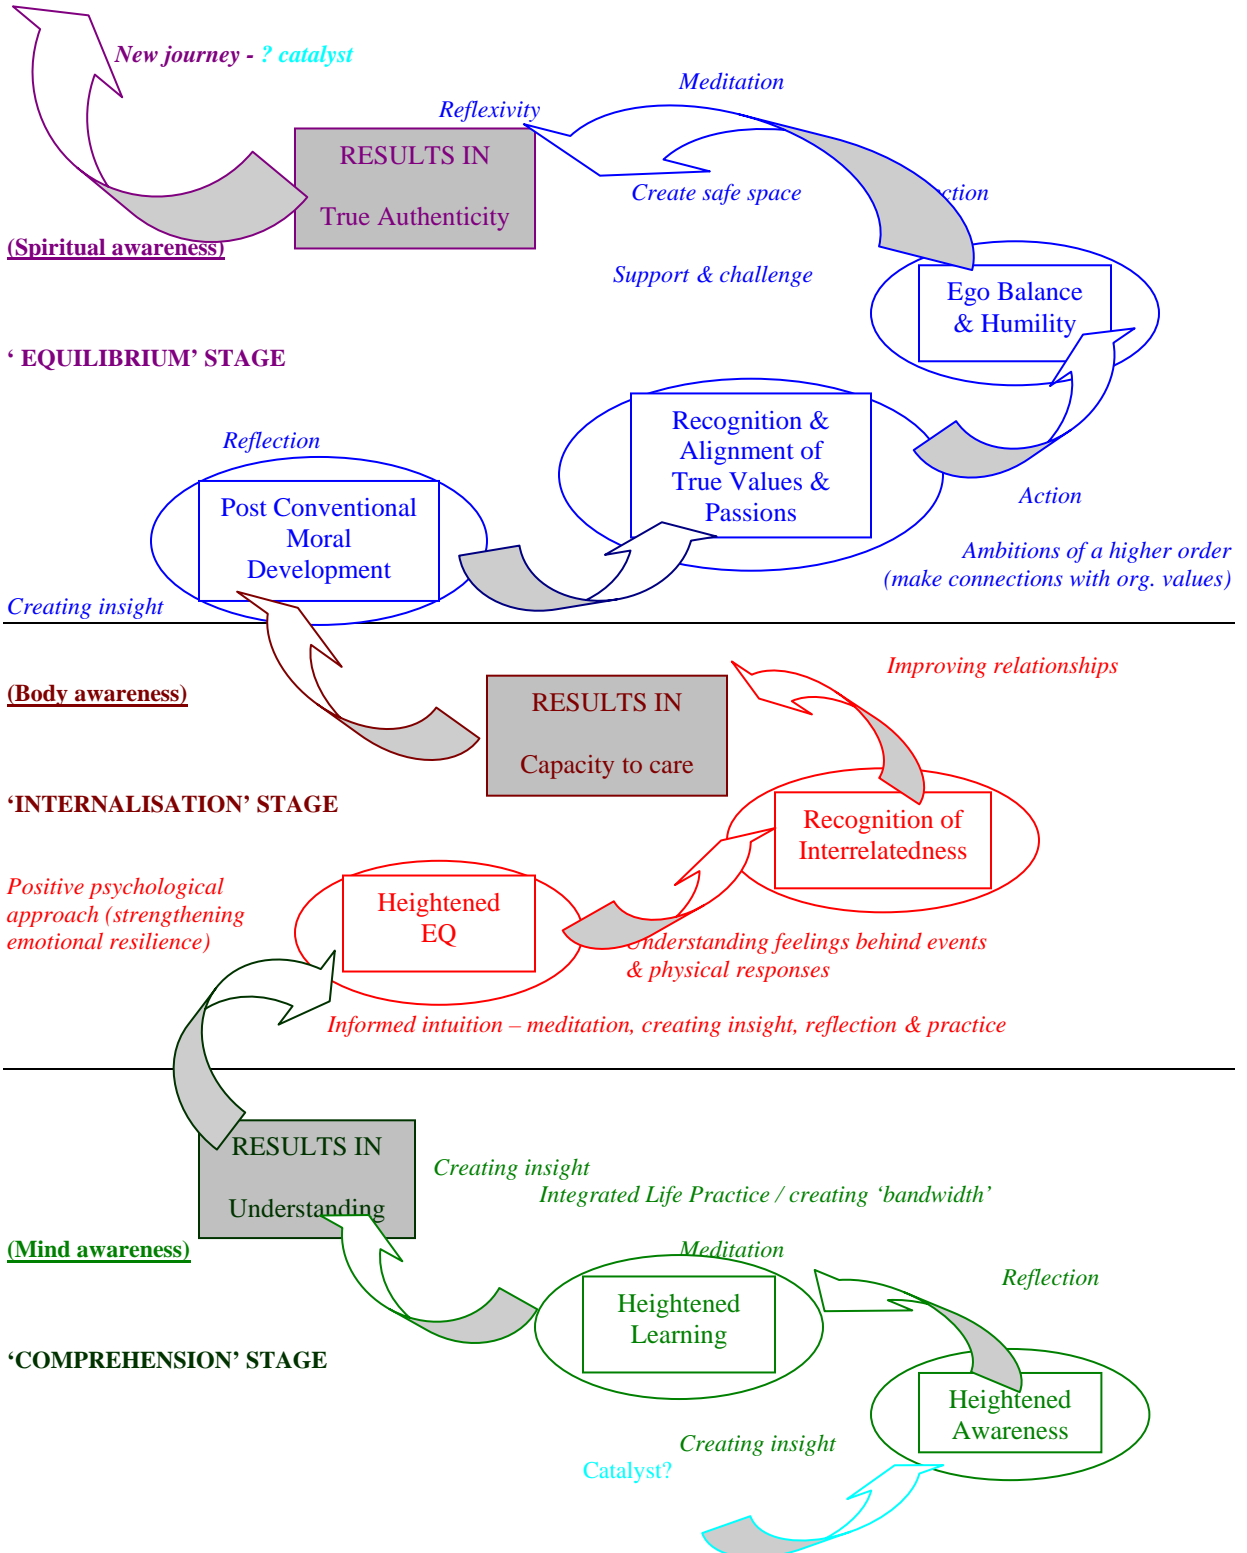 New journey - ? catalyst
Meditation
Reflexivity
RESULTS IN
True Authenticity
Create safe space
(Spiritual awareness)
Support & challenge
Ego Balance
& Humility
‘ EQUILIBRIUM’ STAGE
Recognition &
Alignment of
True Values &
Passions
Reflection
Post Conventional
Moral
Development
Action
Ambitions of a higher order
(make connections with org. values)
Creating insight
Improving relationships
(Body awareness)
RESULTS IN
Capacity to care
‘INTERNALISATION’ STAGE
Recognition of
Interrelatedness
Positive psychological
approach (strengthening
emotional resilience)
Heightened
EQ
Understanding feelings behind events
& physical responses
Informed intuition – meditation, creating insight, reflection & practice
RESULTS IN
Understanding
Creating insight
Integrated Life Practice / creating ‘bandwidth’
(Mind awareness)
Meditation
Reflection
Heightened
Learning
‘COMPREHENSION’ STAGE
Heightened
Awareness
Creating insight
Catalyst?